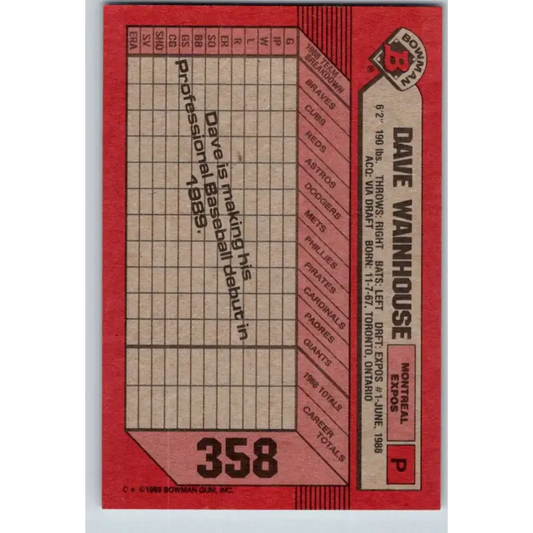 BOWMAN
B
®
DAVE WAINHOUSE
MONTREAL
EXPOS
P
6'2" 190 lbs. THROWS: RIGHT BATS: LEFT DRFT: EXPOS #1-JUNE, 1988
ACQ: VIA DRAFT BORN: 11-7-67, TORONTO, ONTARIO
1988 TEAM
BREAKDOWN
BRAVES
CUBS
REDS
ASTROS
DODGERS
METS
PHILLIES
PIRATES
CARDINALS
PADRES
GIANTS
1988 TOTALS
CAREER
TOTALS
G
IP
W
L
R
ER
SO
BB
GS
CG
SHO
SV
ERA
Dave is making his
Professional Baseball debut in
1989.
358
C * ©1989 BOWMAN GUM, INC.